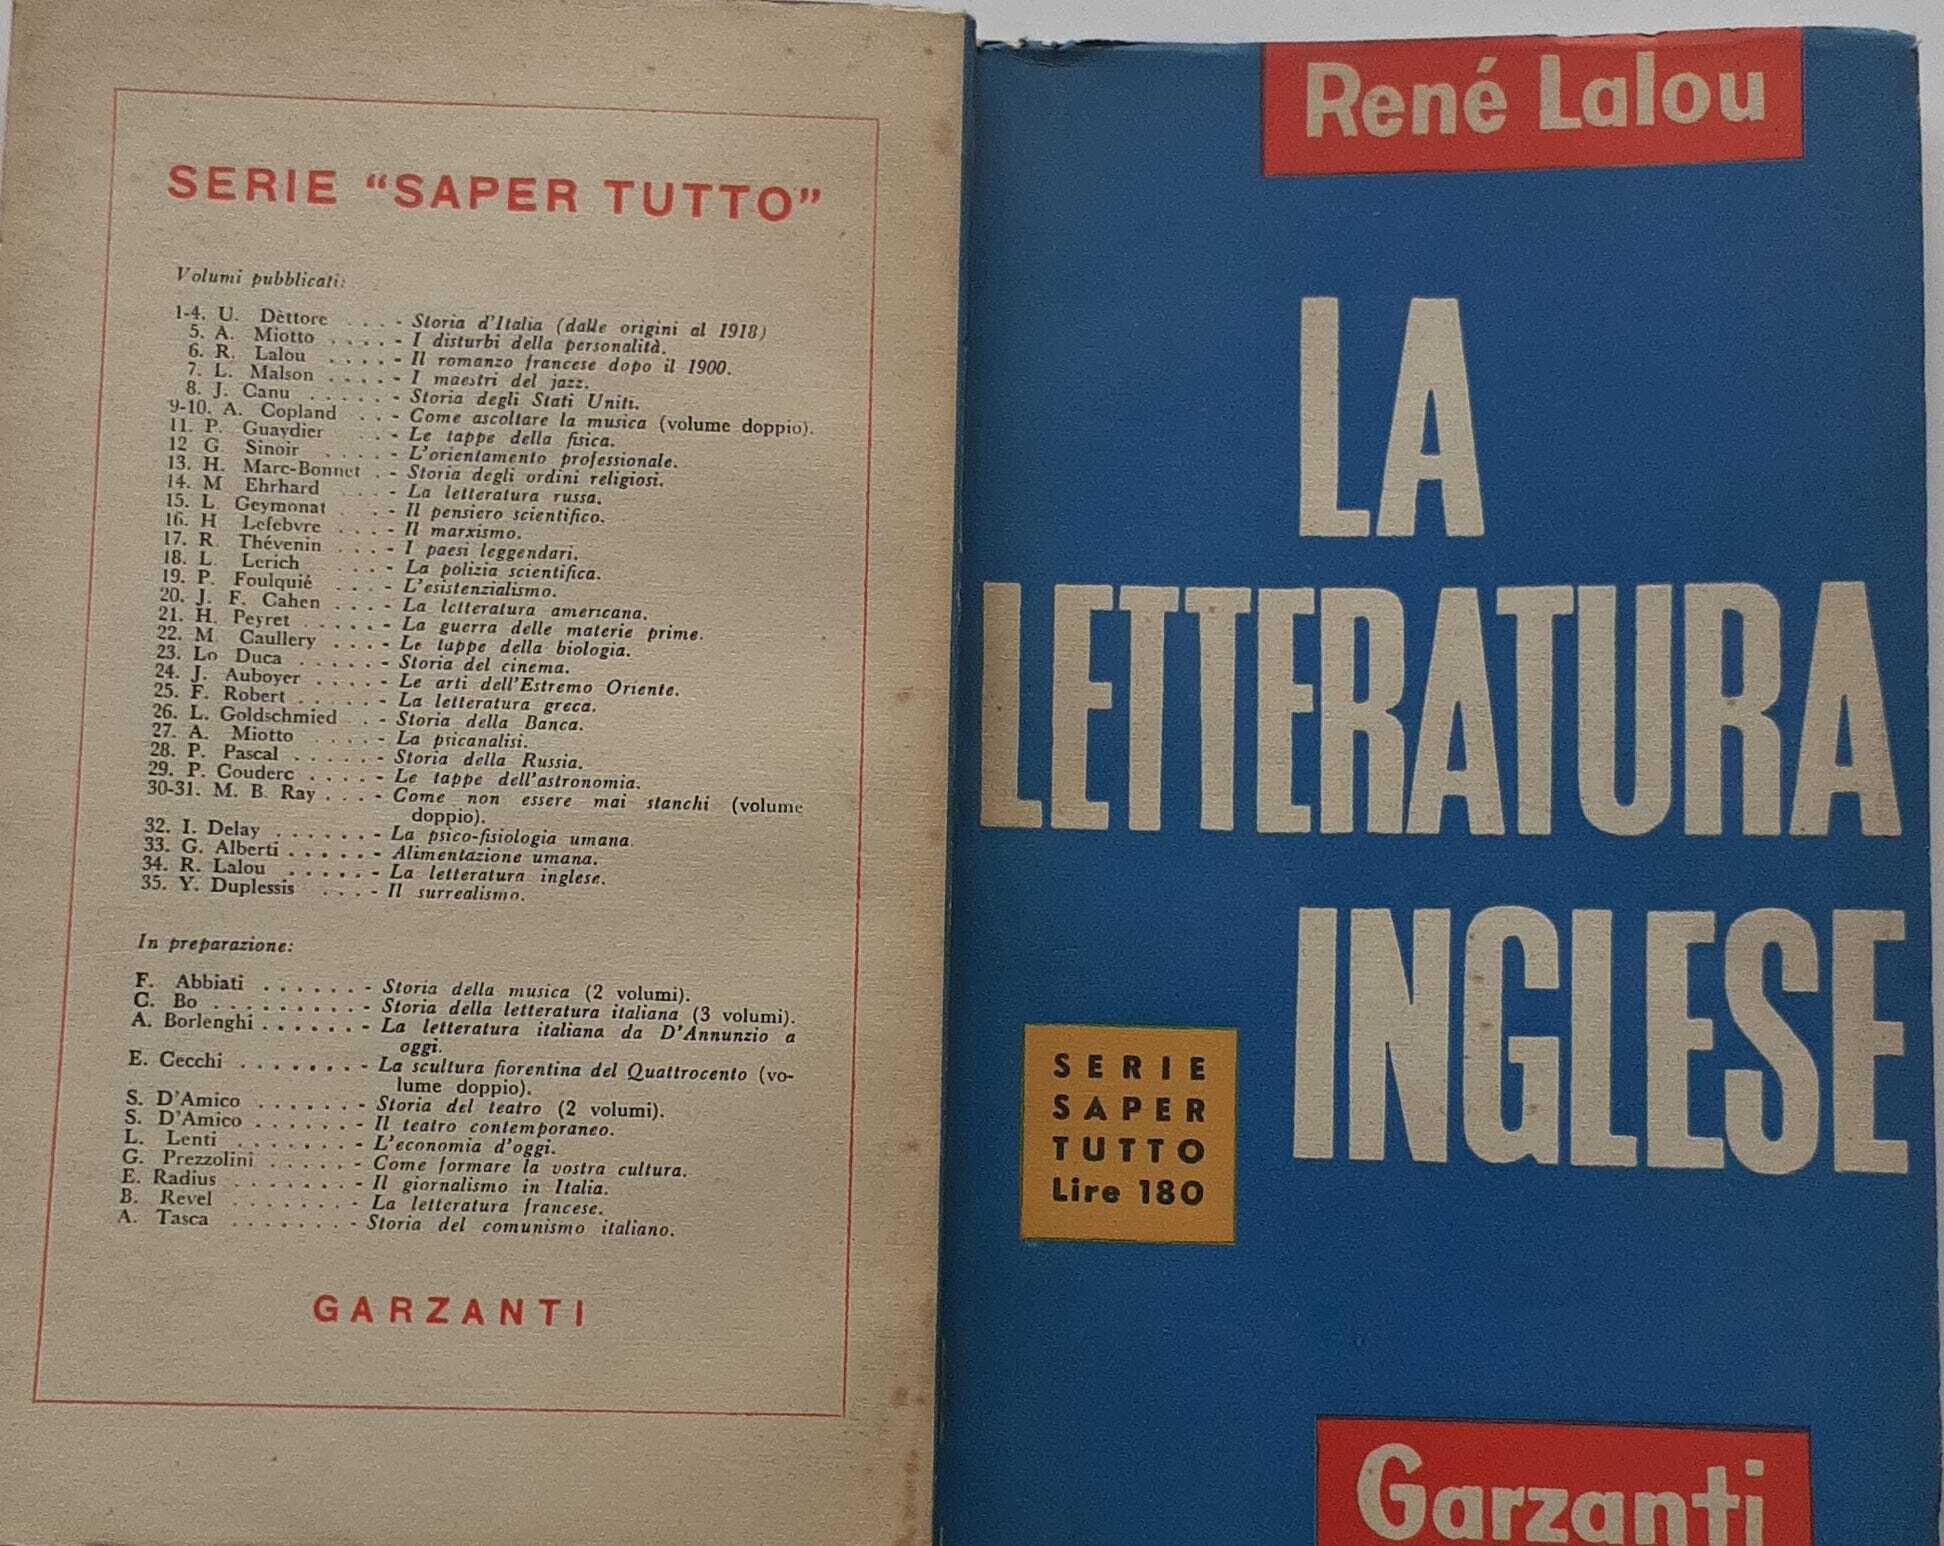 SERIE "SAPER TUTTO"
Volumi pubblicati:
1-4. U. Dèttore . . . - Storia d'Italia (dalle origini al 1918)
5. A. Miotto . . . . - I disturbi della personalità.
6. R. Lalou . . . . - Il romanzo francese dopo il 1900.
7. L. Malson . . . . - I maestri del jazz.
8. J. Canu . . . . . - Storia degli Stati Uniti.
9-10. A. Copland . . - Come ascoltare la musica (volume doppio).
11. P. Guaydier . . - Le tappe della fisica.
12 G. Sinoir . . . . - L'orientamento professionale.
13. H. Marc-Bonnet . - Storia degli ordini religiosi.
14. M Ehrhard . . . - La letteratura russa.
15. L. Geymonat . . - Il pensiero scientifico.
16. H Lefebvre . . . - Il marxismo.
17. R. Thévenin . . . - I paesi leggendari.
18. L. Lerich . . . - La polizia scientifica.
19. P. Foulquié . . . - L'esistenzialismo.
20. J. F. Cahen . . . - La letteratura americana.
21. H. Peyret . . . . . - La guerra delle materie prime.
22. M. Caullery . . . - Le tappe della biologia.
23. Lo Duca . . . . . - Storia del cinema.
24. J. Auboyer . . . . - Le arti dell'Estremo Oriente.
25. F. Robert . . . . - La letteratura greca.
26. L. Goldschmied . - Storia della Banca.
27. A. Miotto . . . . - La psicanalisi.
28. P. Pascal . . . . . - Storia della Russia.
29. P. Couderc . . . . - Le tappe dell'astronomia.
30-31. M. B. Ray . . . - Come non essere mai stanchi (volume
doppio).
32. I. Delay . . . . . . - La psico-fisiologia umana.
33. G. Alberti . . . . . - Alimentazione umana.
34. R. Lalou . . . . . - La letteratura inglese.
35. Y. Duplessis . . . - Il surrealismo.
In preparazione:
F. Abbiati . . . . . . - Storia della musica (2 volumi).
C. Bo . . . . . . . . . - Storia della letteratura italiana (3 volumi).
A. Borlenghi . . . . . . - La letteratura italiana da D'Annunzio a
oggi.
E. Cecchi . . . . . . . - La scultura fiorentina del Quattrocento (vo-
lume doppio).
S. D'Amico . . . . . . - Storia del teatro (2 volumi).
S. D'Amico . . . . . . - Il teatro contemporaneo.
L. Lenti . . . . . . . - L'economia d'oggi.
G. Prezzolini . . . . . - Come formare la vostra cultura.
E. Radius . . . . . . . - Il giornalismo in Italia.
B. Revel . . . . . . . - La letteratura francese.
A. Tasca . . . . . . . - Storia del comunismo italiano.
GARZANTI
René Lalou
LA
LETTERATURA
INGLESE
SERIE
SAPER
TUTTO
Lire 180
Garzanti